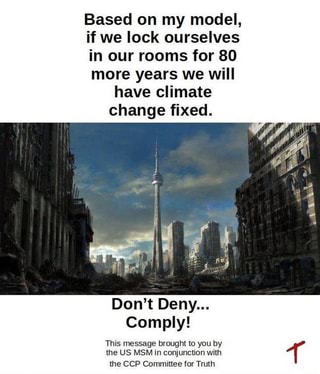 Based on my model,
if we lock ourselves
in our rooms for 80
more years we will
have climate
change fixed.
Don't Deny...
Comply!
This message brought to you by
the US MSM in conjunction with
the CCP Committee for Truth